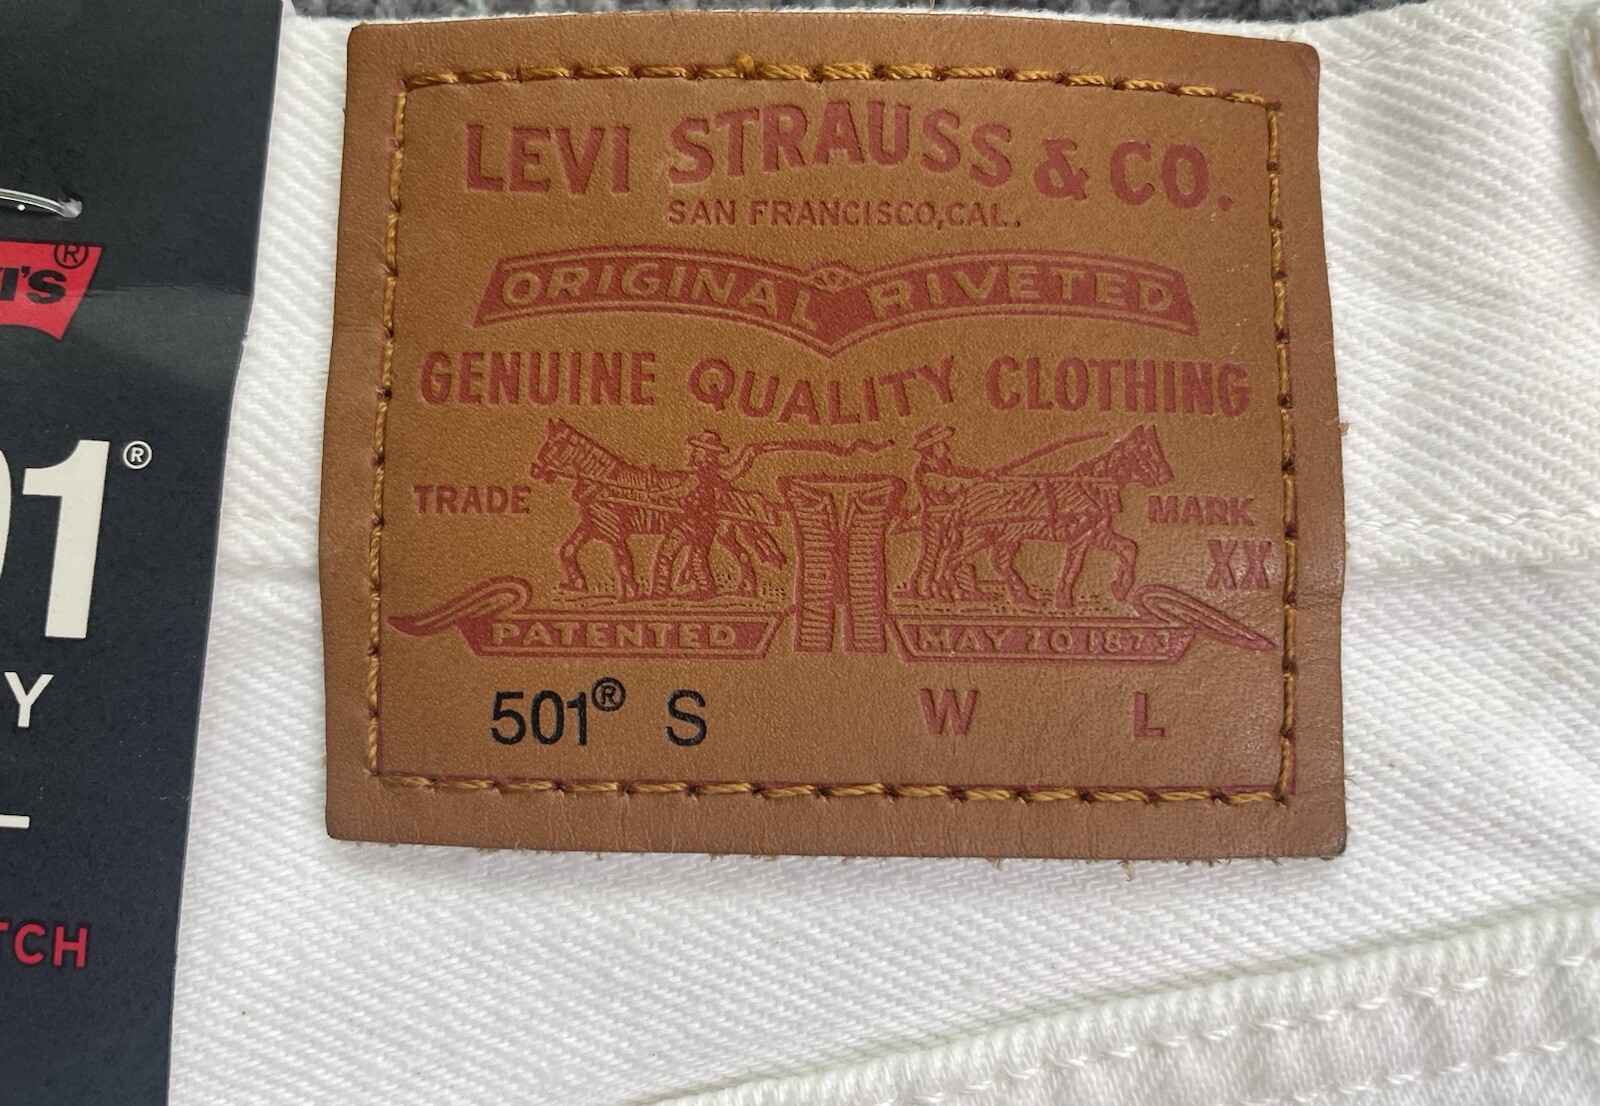 LEVI STRAUSS & CO.
SAN FRANCISCO, CAL.
ORIGINAL RIVETED
GENUINE QUALITY CLOTHING
TRADE MARK
XX
PATENTED MAY 20 1873
501® S W L
I'S®
01®
Y
TCH